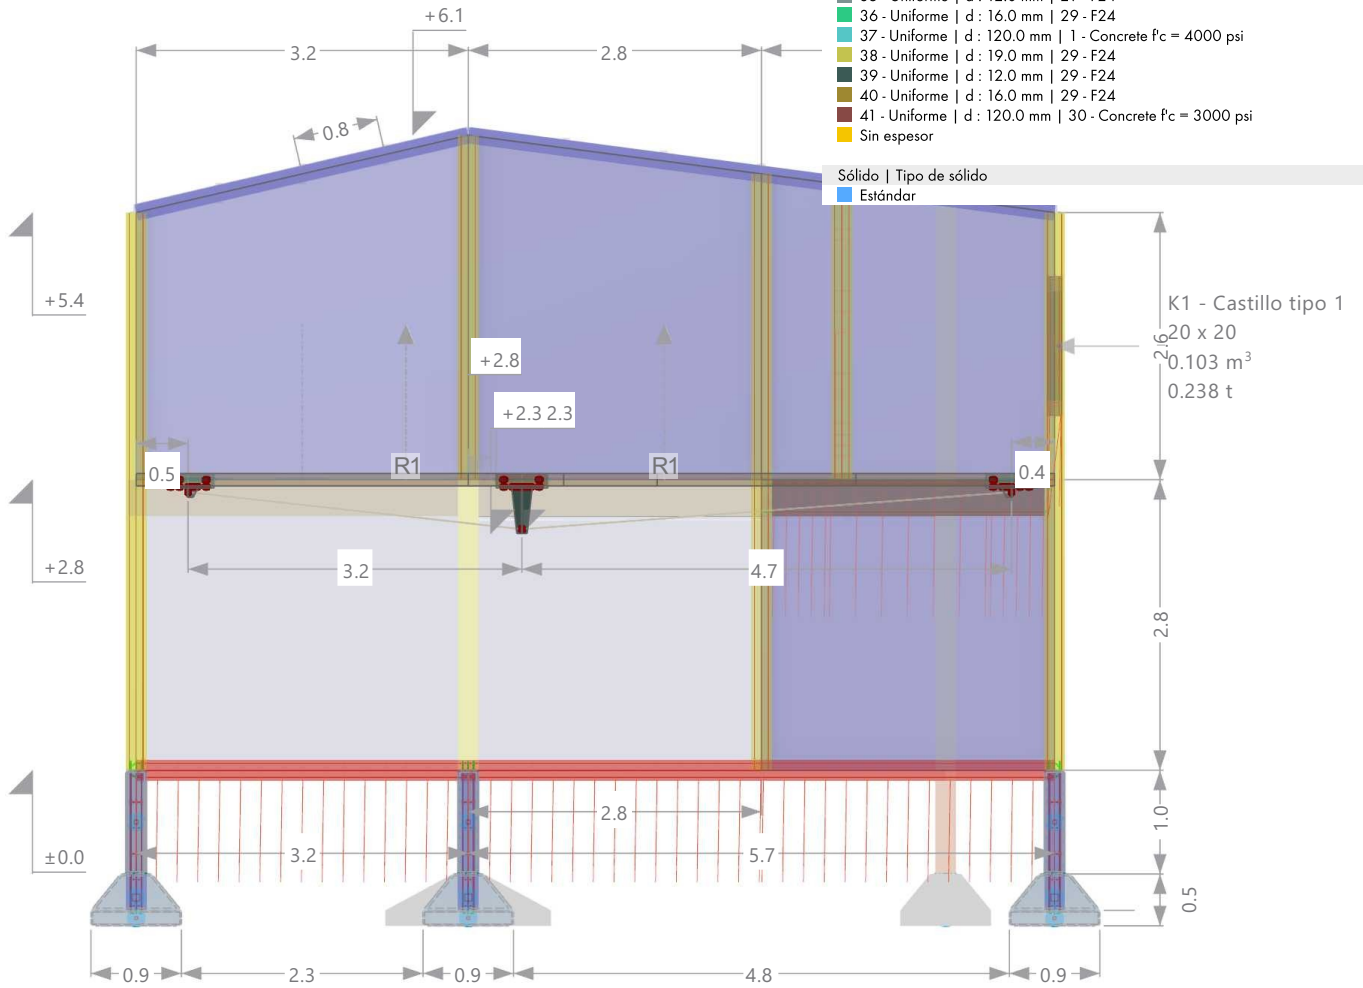 36 - Uniforme | d : 16.0 mm | 29 - F24
37 - Uniforme | d : 120.0 mm | 1 - Concrete f'c = 4000 psi
38 - Uniforme | d : 19.0 mm | 29 - F24
39 - Uniforme | d : 12.0 mm | 29 - F24
40 - Uniforme | d : 16.0 mm | 29 - F24
41 - Uniforme | d : 120.0 mm | 30 - Concrete f'c = 3000 psi
Sin espesor
Sólido | Tipo de sólido
Estándar
+6.1
3.2
2.8
0.8
+5.4
K1 - Castillo tipo 1
20 x 20
0.103 m³
0.238 t
2.6
+2.8
+2.3 2.3
0.5
R1
R1
0.4
+2.8
3.2
4.7
2.8
2.8
1.0
±0.0
3.2
5.7
0.5
0.9
2.3
0.9
4.8
0.9